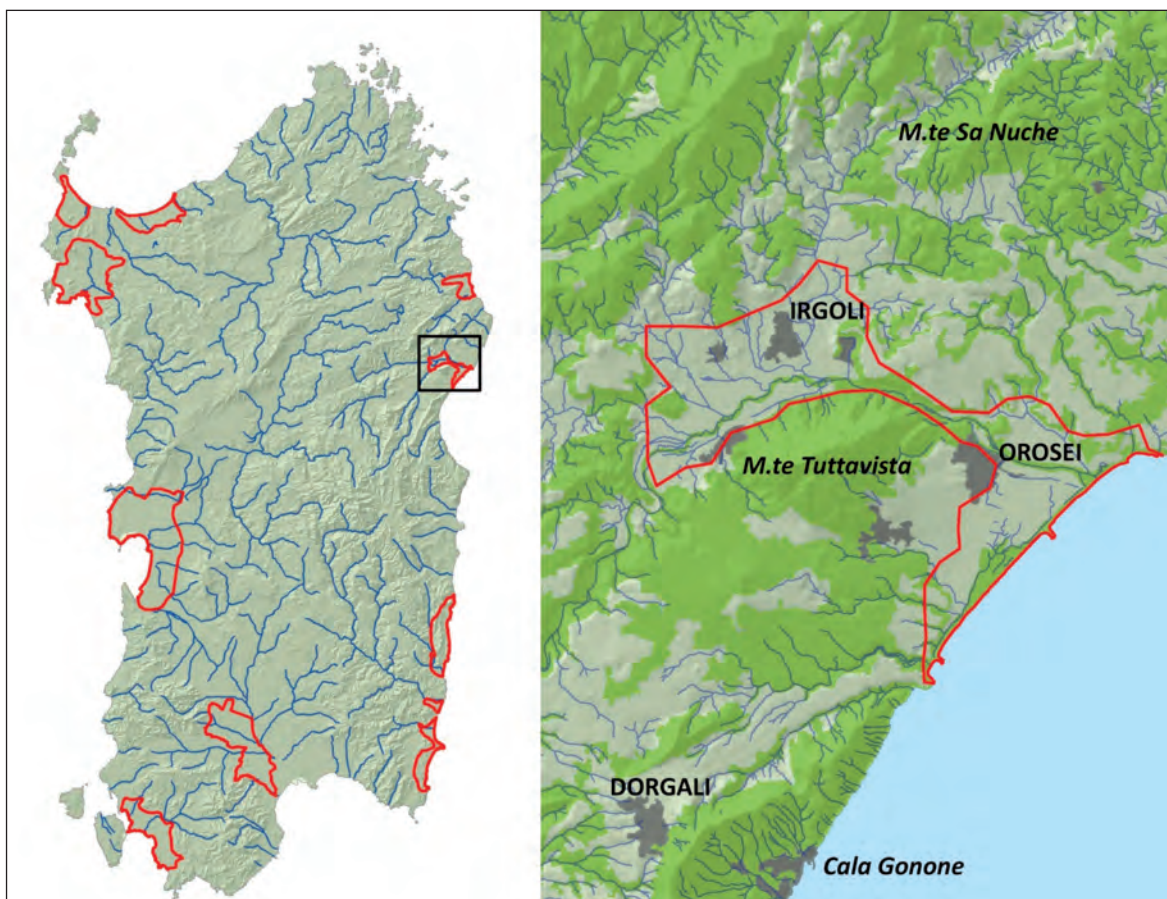 M.te Sa Nuche
IRGOLI
M.te Tuttavista
OROSEI
DORGALI
Cala Gonone